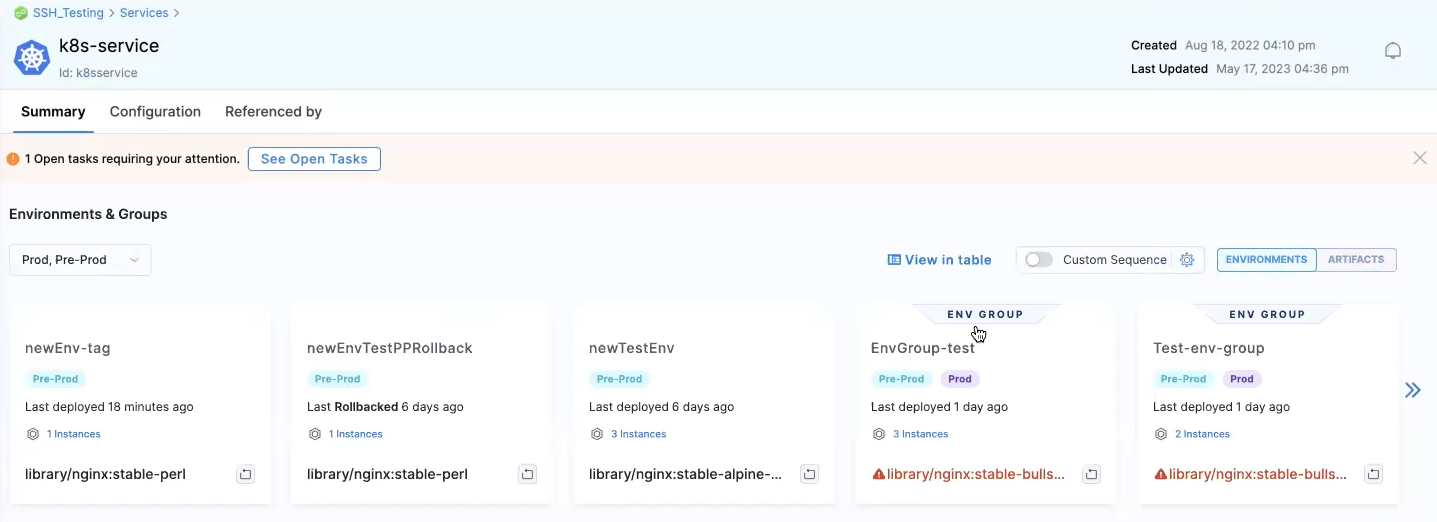 SSH_Testing > Services >
k8s-service
Id: k8sservice
Created Aug 18, 2022 04:10 pm
Last Updated May 17, 2023 04:36 pm
Summary Configuration Referenced by
1 Open tasks requiring your attention. See Open Tasks
Environments & Groups
Prod, Pre-Prod View in table Custom Sequence ENVIRONMENTS ARTIFACTS
newEnv-tag
Pre-Prod
Last deployed 18 minutes ago
1 Instances
library/nginx:stable-perl
newEnvTestPPRollback
Pre-Prod
Last Rollbacked 6 days ago
1 Instances
library/nginx:stable-perl
newTestEnv
Pre-Prod
Last deployed 6 days ago
3 Instances
library/nginx:stable-alpine-...
ENV GROUP
EnvGroup-test
Pre-Prod Prod
Last deployed 1 day ago
3 Instances
library/nginx:stable-bulls...
ENV GROUP
Test-env-group
Pre-Prod Prod
Last deployed 1 day ago
2 Instances
library/nginx:stable-bulls...